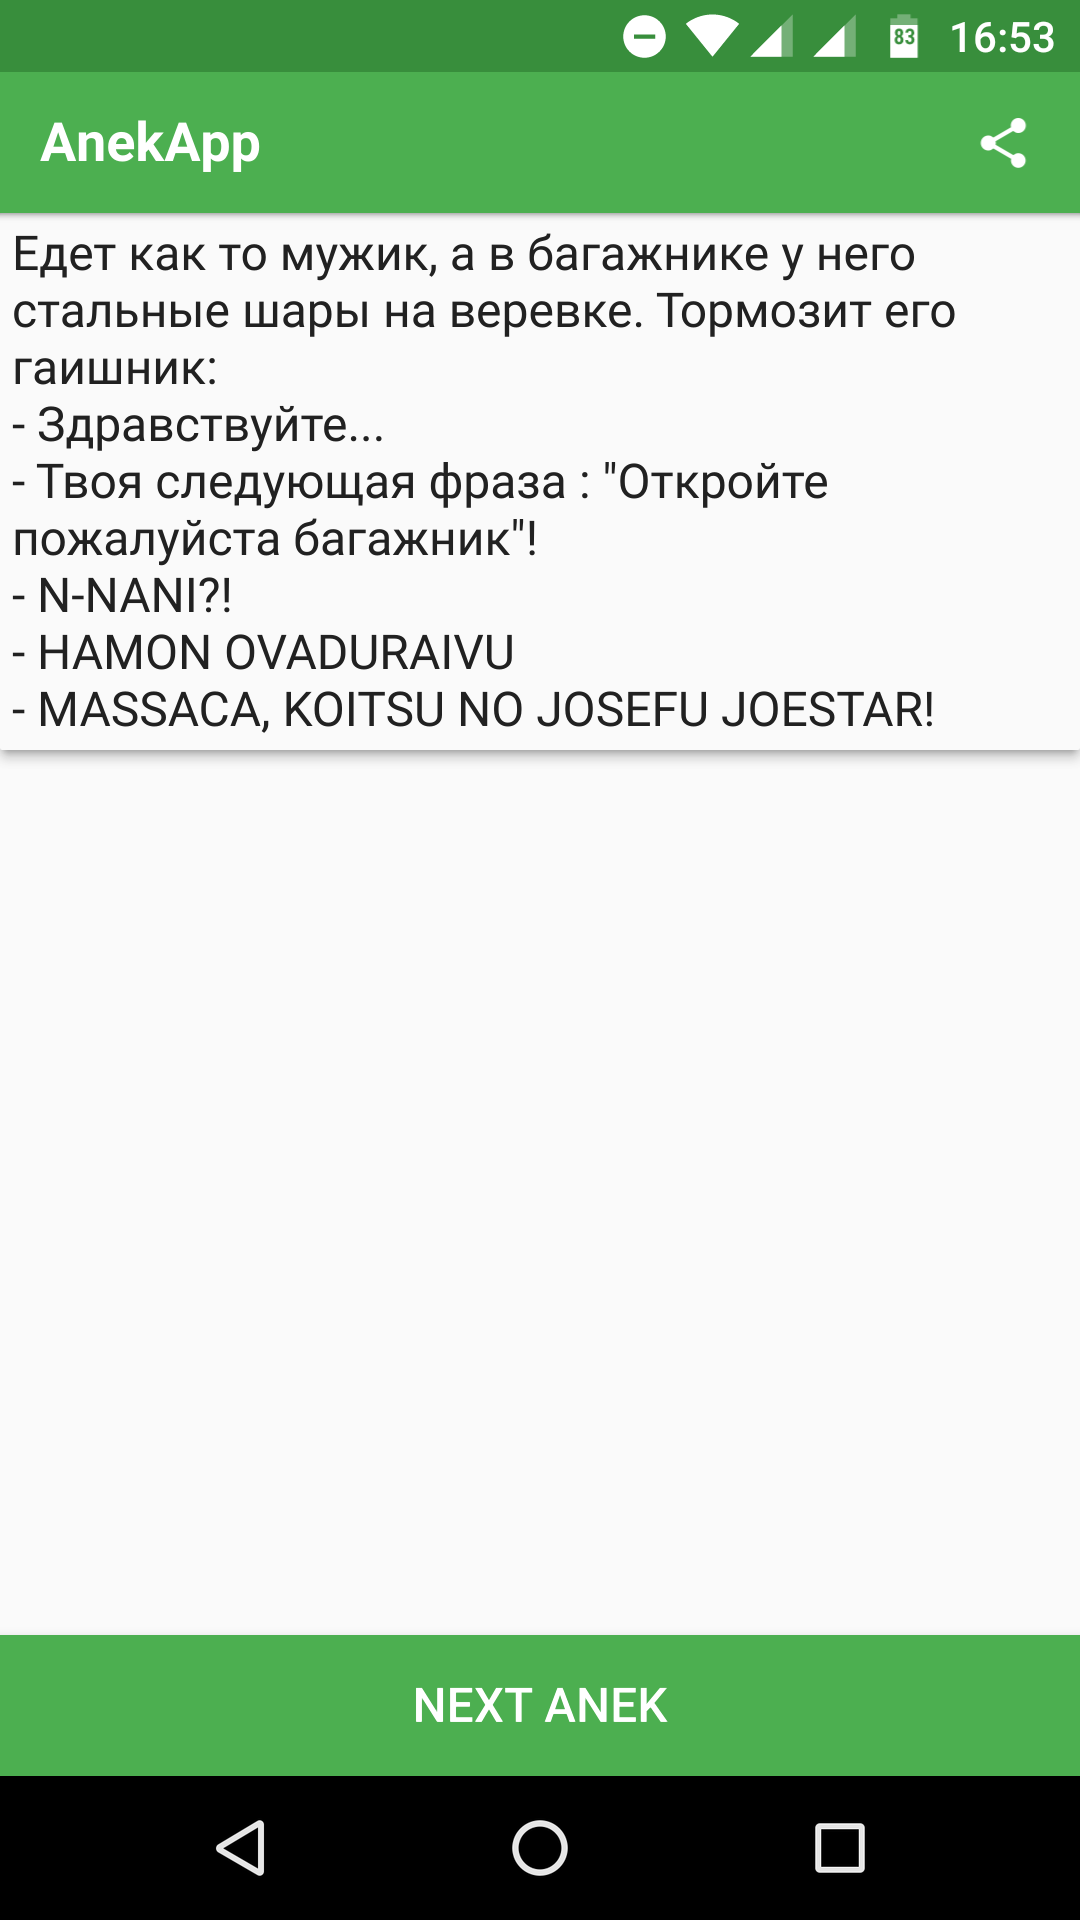 83 16:53
AnekApp
Едет как то мужик, а в багажнике у него
стальные шары на веревке. Тормозит его
гаишник:
- Здравствуйте...
- Твоя следующая фраза : "Откройте
пожалуйста багажник"!
- N-NANI?!
- HAMON OVADURAIVU
- MASSACA, KOITSU NO JOSEFU JOESTAR!
NEXT ANEK